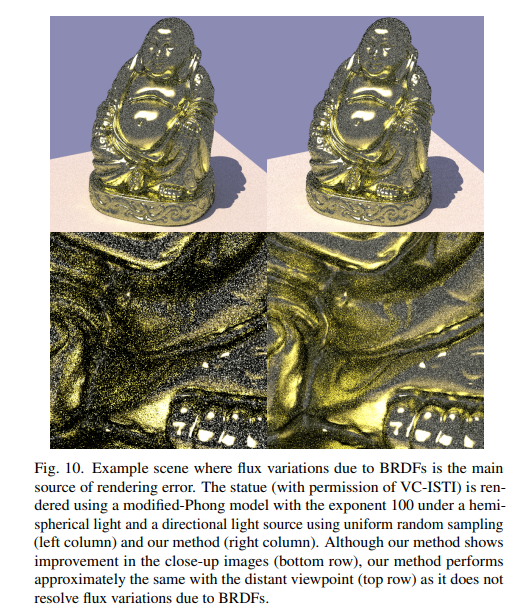 Fig. 10. Example scene where flux variations due to BRDFs is the main
source of rendering error. The statue (with permission of VC-ISTI) is ren-
dered using a modified-Phong model with the exponent 100 under a hemi-
spherical light and a directional light source using uniform random sampling
(left column) and our method (right column). Although our method shows
improvement in the close-up images (bottom row), our method performs
approximately the same with the distant viewpoint (top row) as it does not
resolve flux variations due to BRDFs.